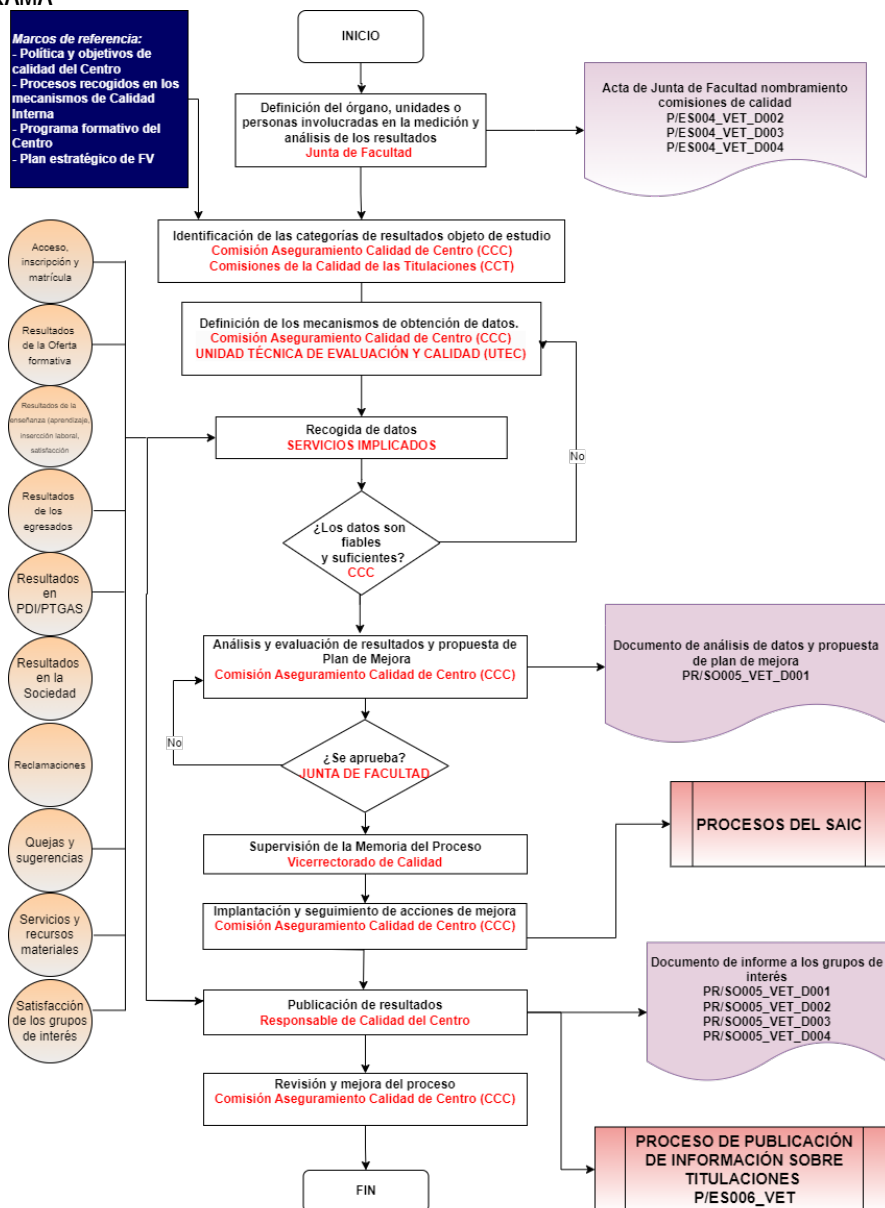 Marcos de referencia:
- Política y objetivos de
calidad del Centro
- Procesos recogidos en los
mecanismos de Calidad
Interna
- Programa formativo del
Centro
- Plan estratégico de FV
INICIO
Definición del órgano, unidades o
personas involucradas en la medición y
análisis de los resultados
Junta de Facultad
Acta de Junta de Facultad nombramiento
comisiones de calidad
P/ES004_VET_D002
P/ES004_VET_D003
P/ES004_VET_D004
Identificación de las categorías de resultados objeto de estudio
Comisión Aseguramiento Calidad de Centro (CCC)
Comisiones de la Calidad de las Titulaciones (CCT)
Acceso,
inscripción y
matrícula
Resultados
de la Oferta
formativa
Resultados de la
enseñanza (aprendizaje,
inserción laboral,
satisfacción
Resultados
de los
egresados
Resultados
en
PDI/PTGAS
Resultados
en la
Sociedad
Reclamaciones
Quejas y
sugerencias
Servicios y
recursos
materiales
Satisfacción
de los grupos
de interés
Definición de los mecanismos de obtención de datos.
Comisión Aseguramiento Calidad de Centro (CCC)
UNIDAD TÉCNICA DE EVALUACIÓN Y CALIDAD (UTEC)
Recogida de datos
SERVICIOS IMPLICADOS
No
¿Los datos son
fiables
y suficientes?
CCC
Análisis y evaluación de resultados y propuesta de
Plan de Mejora
Comisión Aseguramiento Calidad de Centro (CCC)
Documento de análisis de datos y propuesta
de plan de mejora
PR/SO005_VET_D001
No
¿Se aprueba?
JUNTA DE FACULTAD
Supervisión de la Memoria del Proceso
Vicerrectorado de Calidad
PROCESOS DEL SAIC
Implantación y seguimiento de acciones de mejora
Comisión Aseguramiento Calidad de Centro (CCC)
Publicación de resultados
Responsable de Calidad del Centro
Documento de informe a los grupos de
interés
PR/SO005_VET_D001
PR/SO005_VET_D002
PR/SO005_VET_D003
PR/SO005_VET_D004
Revisión y mejora del proceso
Comisión Aseguramiento Calidad de Centro (CCC)
PROCESO DE PUBLICACIÓN
DE INFORMACIÓN SOBRE
TITULACIONES
P/ES006_VET
FIN